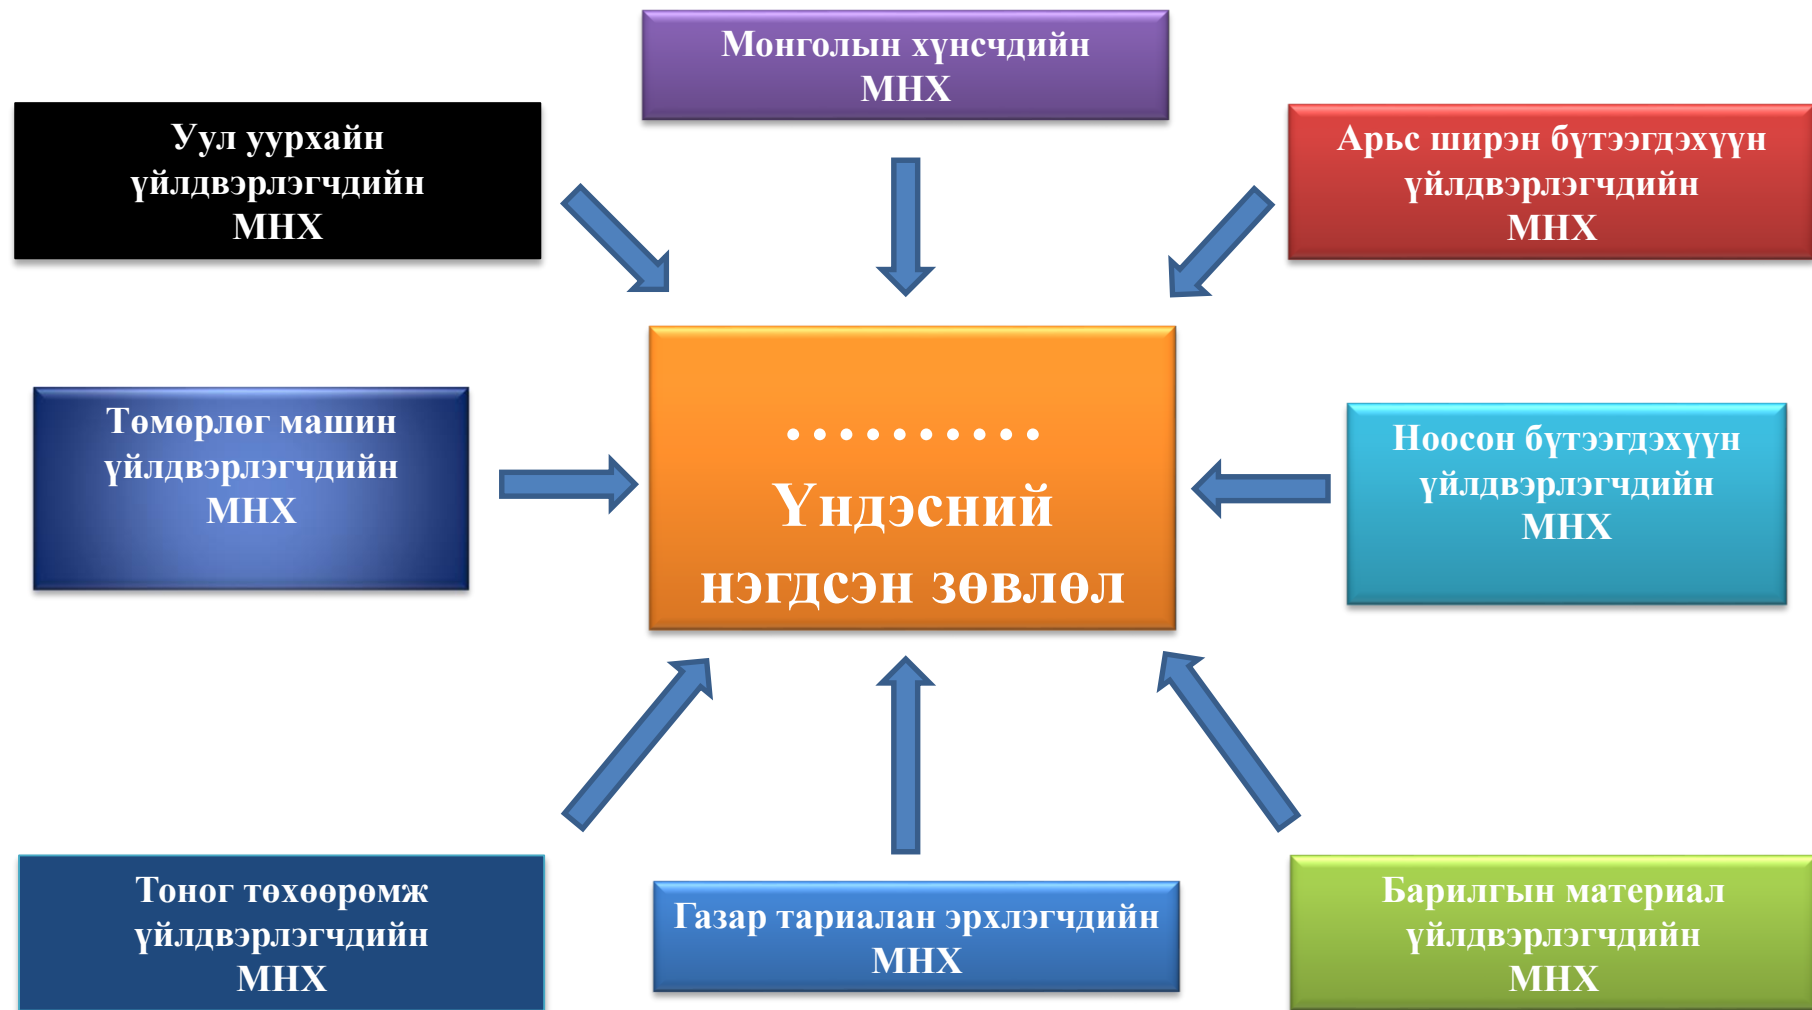 Монголын хүнсчдийн
МНХ
Уул уурхайн
үйлдвэрлэгчдийн
МНХ
Арьс ширэн бүтээгдэхүүн
үйлдвэрлэгчдийн
МНХ
Төмөрлөг машин
үйлдвэрлэгчдийн
МНХ
..........
Үндэсний
нэгдсэн зөвлөл
Ноосон бүтээгдэхүүн
үйлдвэрлэгчдийн
МНХ
Тоног төхөөрөмж
үйлдвэрлэгчдийн
МНХ
Газар тариалан эрхлэгчдийн
МНХ
Барилгын материал
үйлдвэрлэгчдийн
МНХ